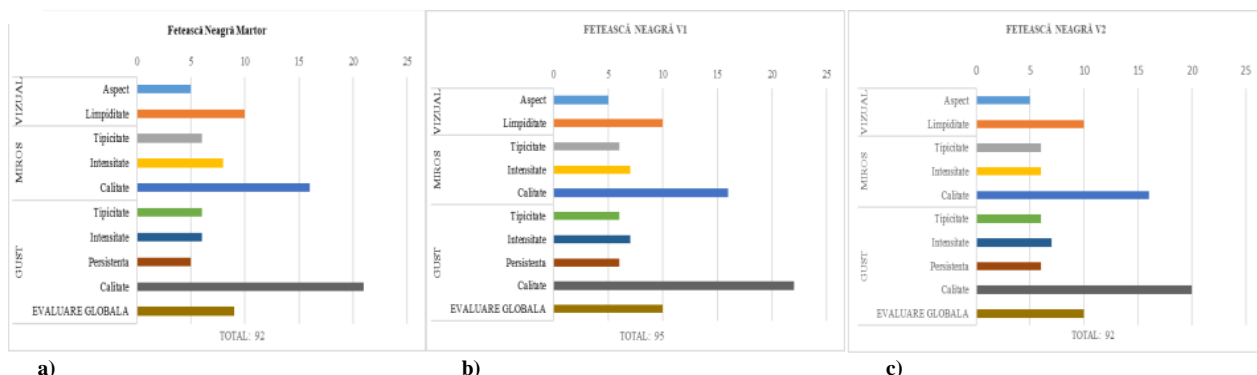 Fetească Neagră Martor
0 5 10 15 20 25
VIZUAL
Aspect
Limpiditate
MIROS
Tipicitate
Intensitate
Calitate
GUST
Tipicitate
Intensitate
Persistenta
Calitate
EVALUARE GLOBALA
TOTAL: 92
a)
FETEASCĂ NEAGRĂ V1
0 5 10 15 20 25
VIZUAL
Aspect
Limpiditate
MIROS
Tipicitate
Intensitate
Calitate
GUST
Tipicitate
Intensitate
Persistenta
Calitate
EVALUARE GLOBALA
TOTAL: 95
b)
FETEASCĂ NEAGRĂ V2
0 5 10 15 20 25
VIZUAL
Aspect
Limpiditate
MIROS
Tipicitate
Intensitate
Calitate
GUST
Tipicitate
Intensitate
Persistenta
Calitate
EVALUARE GLOBALA
TOTAL: 92
c)